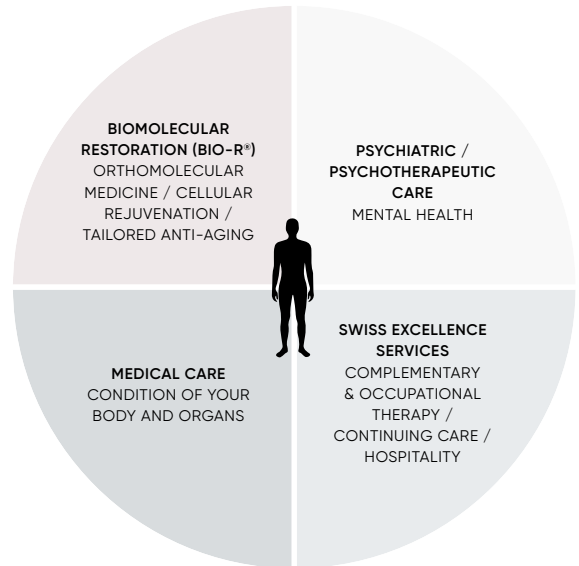 BIOMOLECULAR
RESTORATION (BIO-R®)
ORTHOMOLECULAR
MEDICINE / CELLULAR
REJUVENATION /
TAILORED ANTI-AGING
PSYCHIATRIC /
PSYCHOTHERAPEUTIC
CARE
MENTAL HEALTH
MEDICAL CARE
CONDITION OF YOUR
BODY AND ORGANS
SWISS EXCELLENCE
SERVICES
COMPLEMENTARY
& OCCUPATIONAL
THERAPY /
CONTINUING CARE /
HOSPITALITY